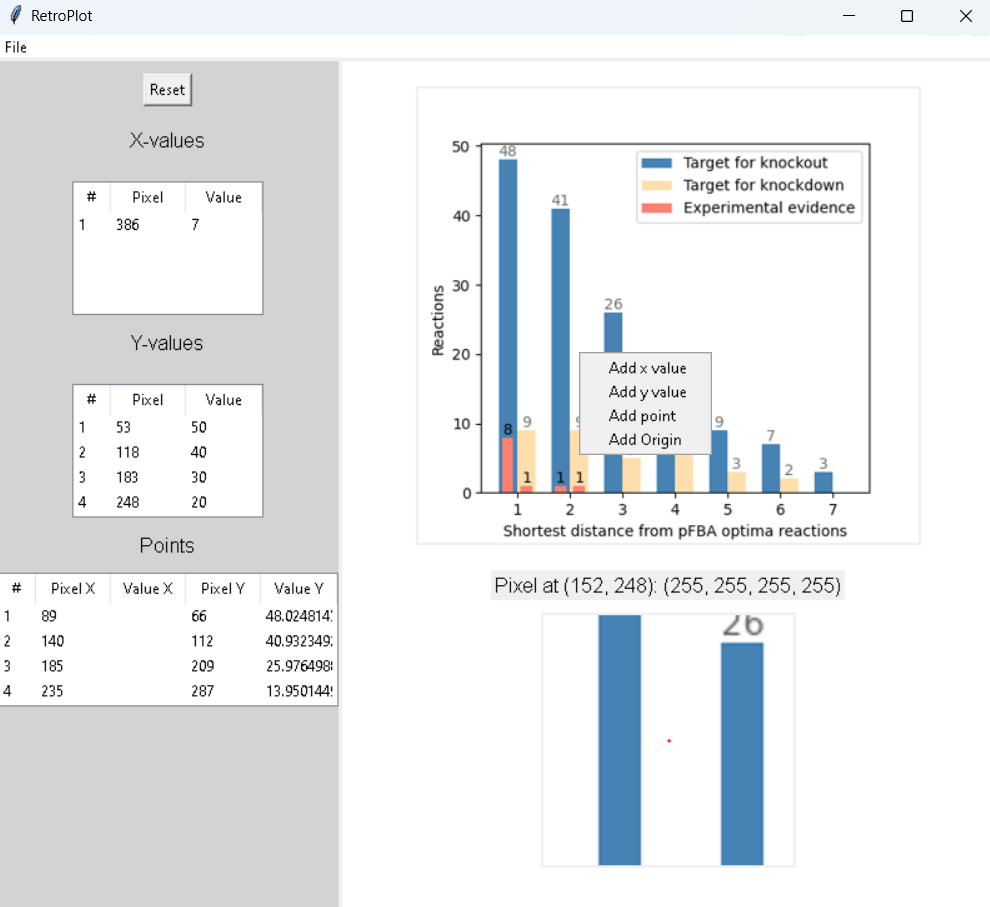 RetroPlot
File
Reset
X-values
# Pixel Value
1 386 7
Y-values
# Pixel Value
1 53 50
2 118 40
3 183 30
4 248 20
Points
# Pixel X Value X Pixel Y Value Y
1 89 66 48.024814
2 140 112 40.932349
3 185 209 25.976498
4 235 287 13.950144
50
40
30
20
10
0
Reactions
48
41
26
9
9
9
7
3
2
3
8
1
1
1
Target for knockout
Target for knockdown
Experimental evidence
Add x value
Add y value
Add point
Add Origin
1 2 3 4 5 6 7
Shortest distance from pFBA optima reactions
Pixel at (152, 248): (255, 255, 255, 255)
26